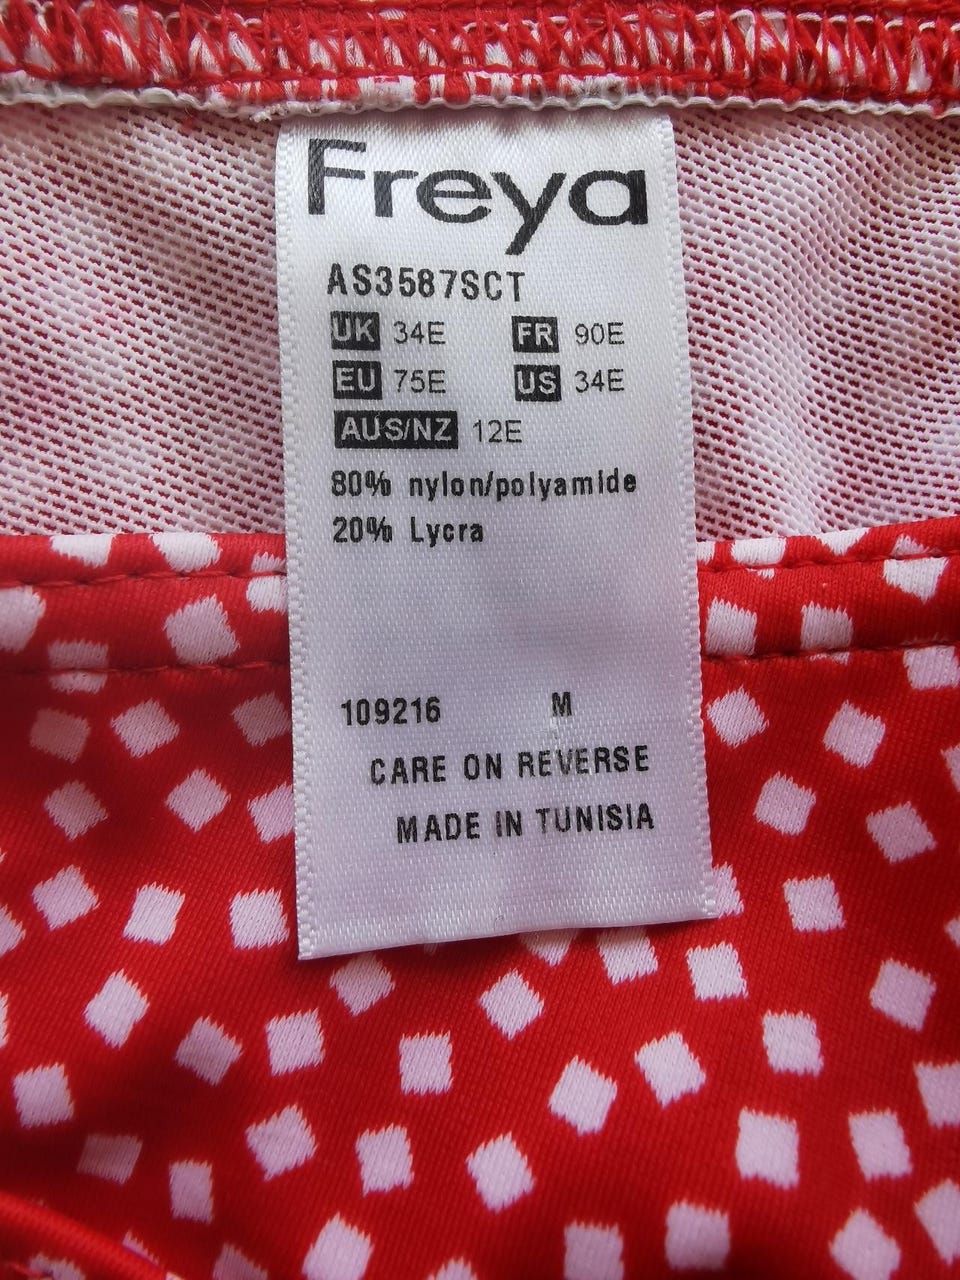 Freya
AS3587SCT
UK 34E FR 90E
EU 75E US 34E
AUS/NZ 12E
80% nylon/polyamide
20% Lycra
109216 M
CARE ON REVERSE
MADE IN TUNISIA